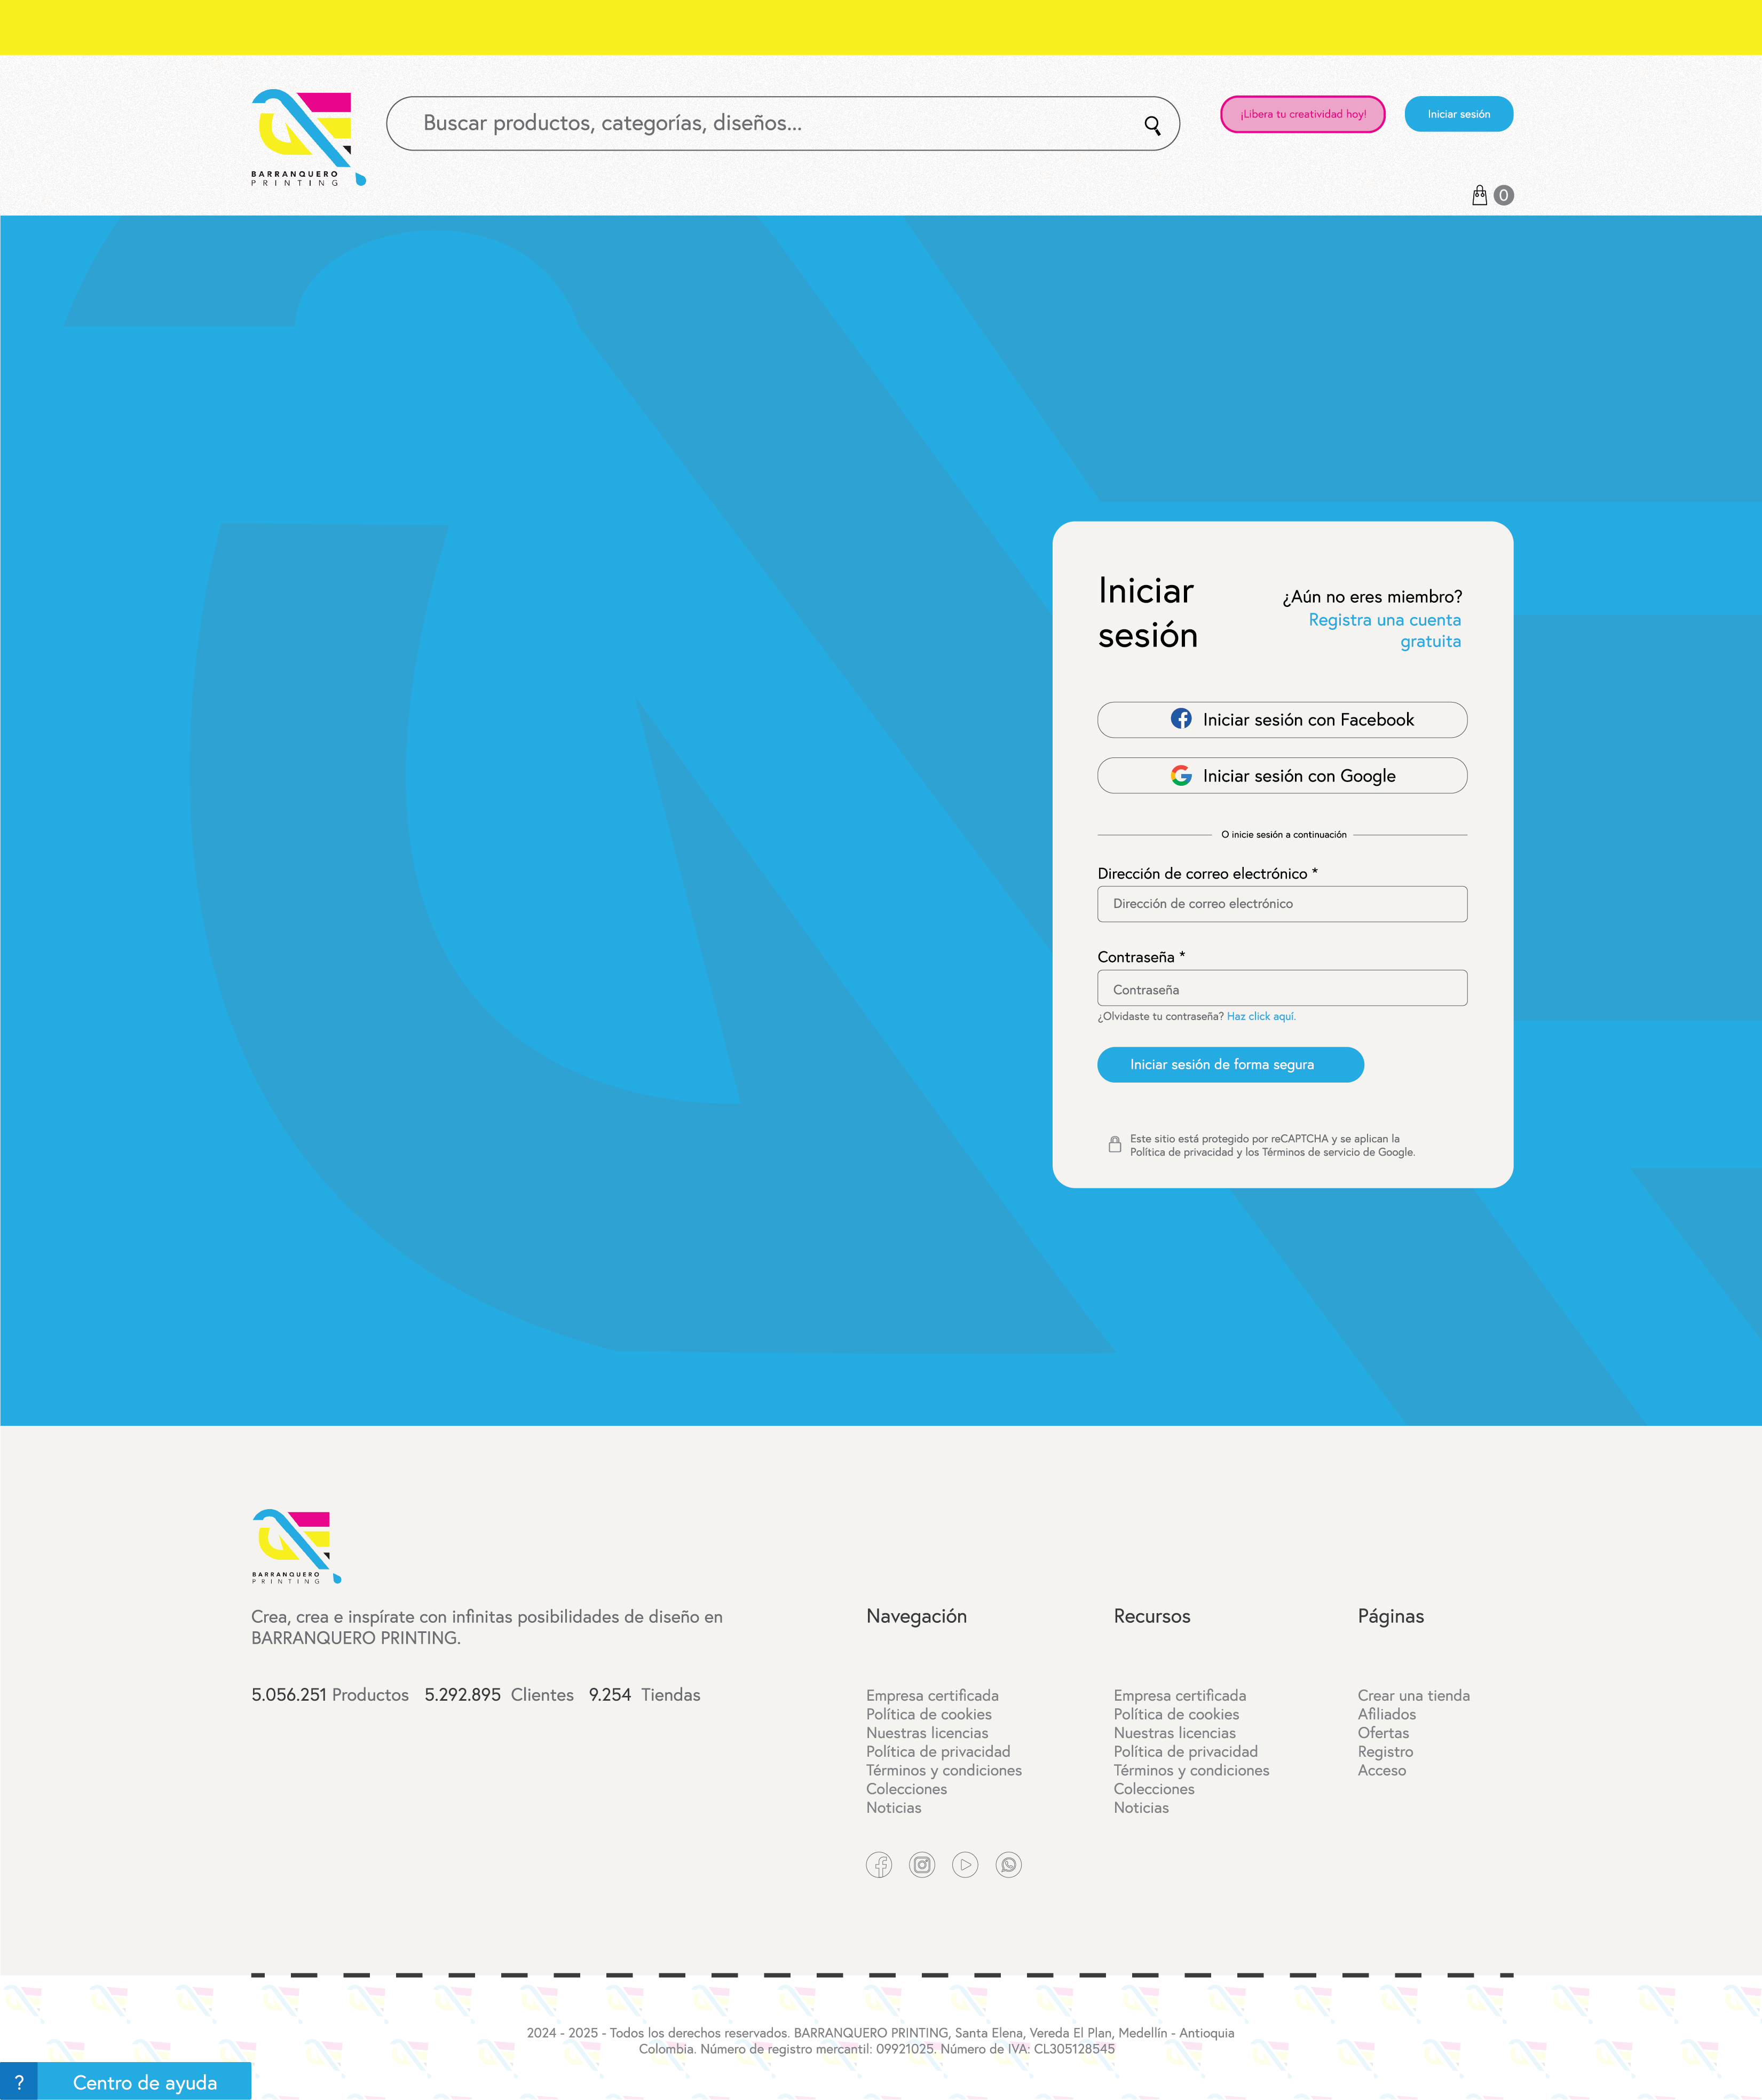 BARRANQUERO
PRINTING
Buscar productos, categorías, diseños...
¡Libera tu creatividad hoy!
Iniciar sesión
0
Iniciar
sesión
¿Aún no eres miembro?
Registra una cuenta
gratuita
Iniciar sesión con Facebook
Iniciar sesión con Google
O inicie sesión a continuación
Dirección de correo electrónico *
Dirección de correo electrónico
Contraseña *
Contraseña
¿Olvidaste tu contraseña? Haz click aquí.
Iniciar sesión de forma segura
Este sitio está protegido por reCAPTCHA y se aplican la
Política de privacidad y los Términos de servicio de Google.
BARRANQUERO
PRINTING
Crea, crea e inspírate con infinitas posibilidades de diseño en
BARRANQUERO PRINTING.
5.056.251 Productos 5.292.895 Clientes 9.254 Tiendas
Navegación
Empresa certificada
Política de cookies
Nuestras licencias
Política de privacidad
Términos y condiciones
Colecciones
Noticias
Recursos
Empresa certificada
Política de cookies
Nuestras licencias
Política de privacidad
Términos y condiciones
Colecciones
Noticias
Páginas
Crear una tienda
Afiliados
Ofertas
Registro
Acceso
2024 - 2025 - Todos los derechos reservados. BARRANQUERO PRINTING, Santa Elena, Vereda El Plan, Medellín - Antioquia
Colombia. Número de registro mercantil: 09921025. Número de IVA: CL305128545
? Centro de ayuda